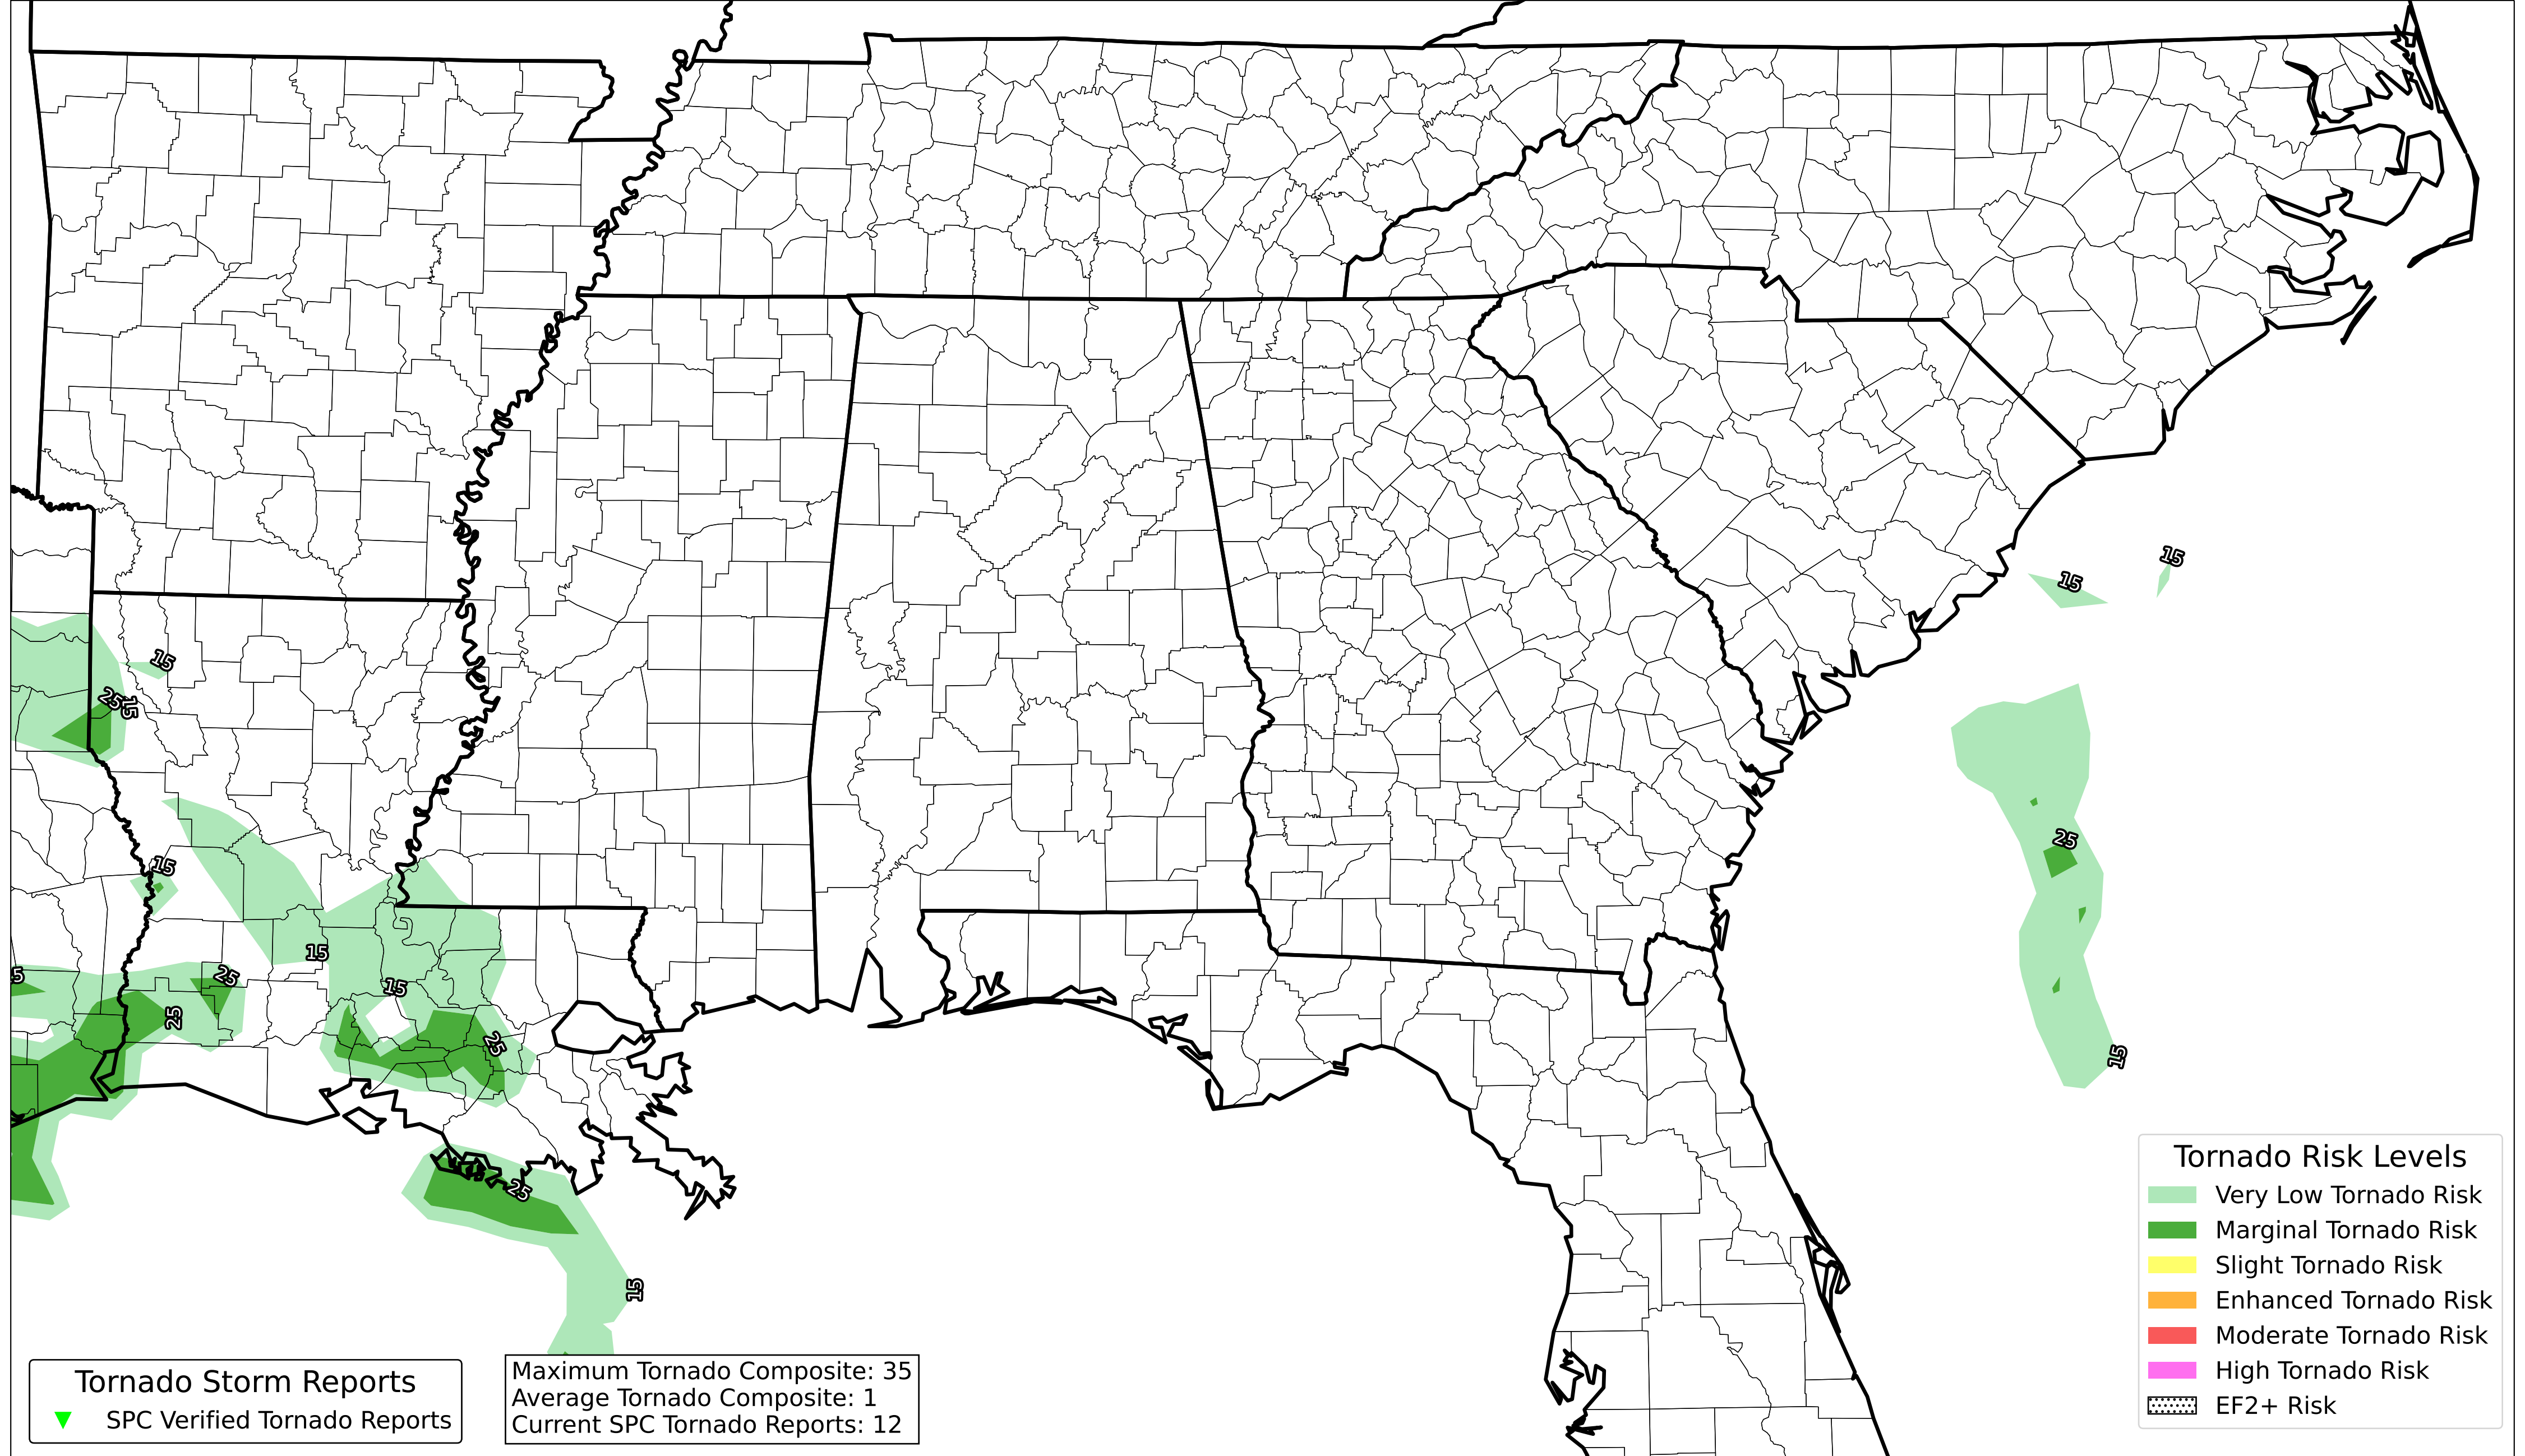 15
15
15
25
15
25
15
15
5
25
15
25
25
15
25
15
Tornado Risk Levels
Very Low Tornado Risk
Marginal Tornado Risk
Slight Tornado Risk
Enhanced Tornado Risk
Moderate Tornado Risk
High Tornado Risk
EF2+ Risk
Tornado Storm Reports
SPC Verified Tornado Reports
Maximum Tornado Composite: 35
Average Tornado Composite: 1
Current SPC Tornado Reports: 12